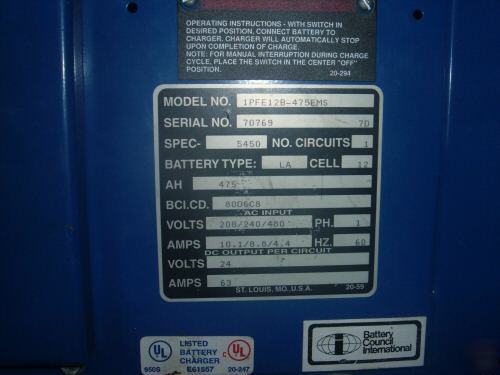 OPERATING INSTRUCTIONS - WITH SWITCH IN
DESIRED POSITION, CONNECT BATTERY TO
CHARGER. CHARGER WILL AUTOMATICALLY STOP
UPON COMPLETION OF CHARGE.
NOTE: FOR MANUAL INTERRUPTION DURING CHARGE
CYCLE, PLACE THE SWITCH IN THE CENTER "OFF"
POSITION.
20-294
MODEL NO. 1PFE12B-475EMS
SERIAL NO. 70769 7D
SPEC- 5450 NO. CIRCUITS 1
BATTERY TYPE: LA CELL 12
AH 475
BCI.CD. 80D6C8
AC INPUT
VOLTS 208/240/480 PH. 1
AMPS 10.1/8.8/4.4 HZ. 60
DC OUTPUT PER CIRCUIT
VOLTS 24
AMPS 63
ST. LOUIS, MO., U.S.A. 20-59
UL LISTED UL
BATTERY C
CHARGER
950S E61557 20-247
Battery
Council
International